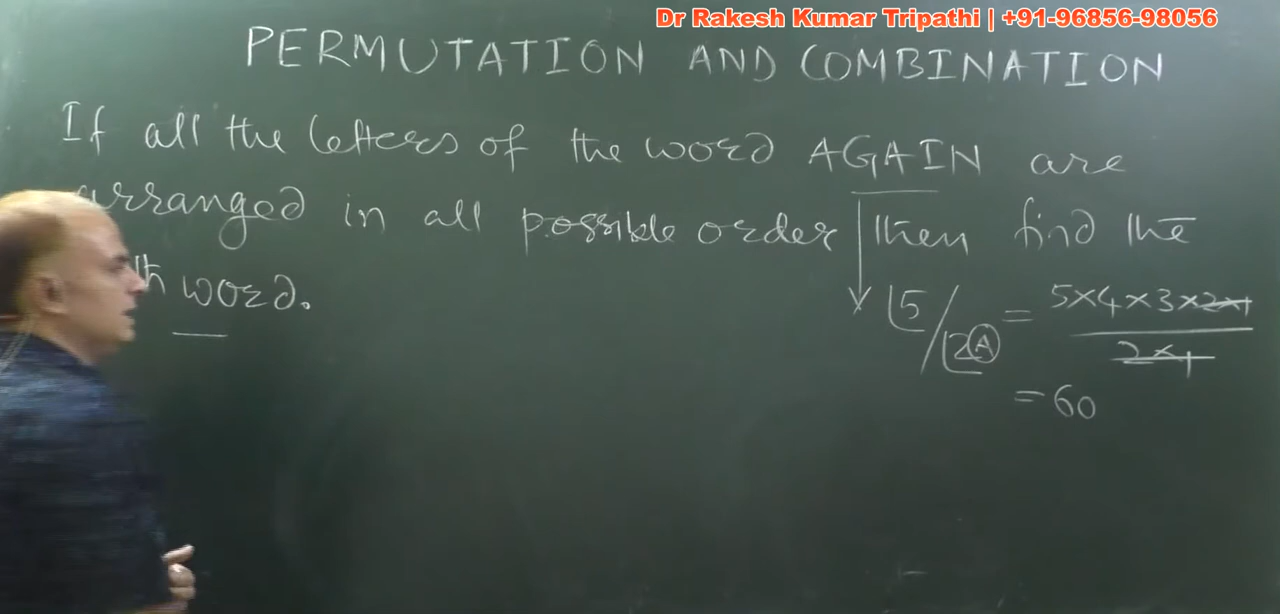 Dr Rakesh Kumar Tripathi | +91-96856-98056
PERMUTATION AND COMBINATION
If all the letters of the word AGAIN are
arranged in all possible order then find the
th word.
5/2A = 5×4×3×2×1
2×1
= 60